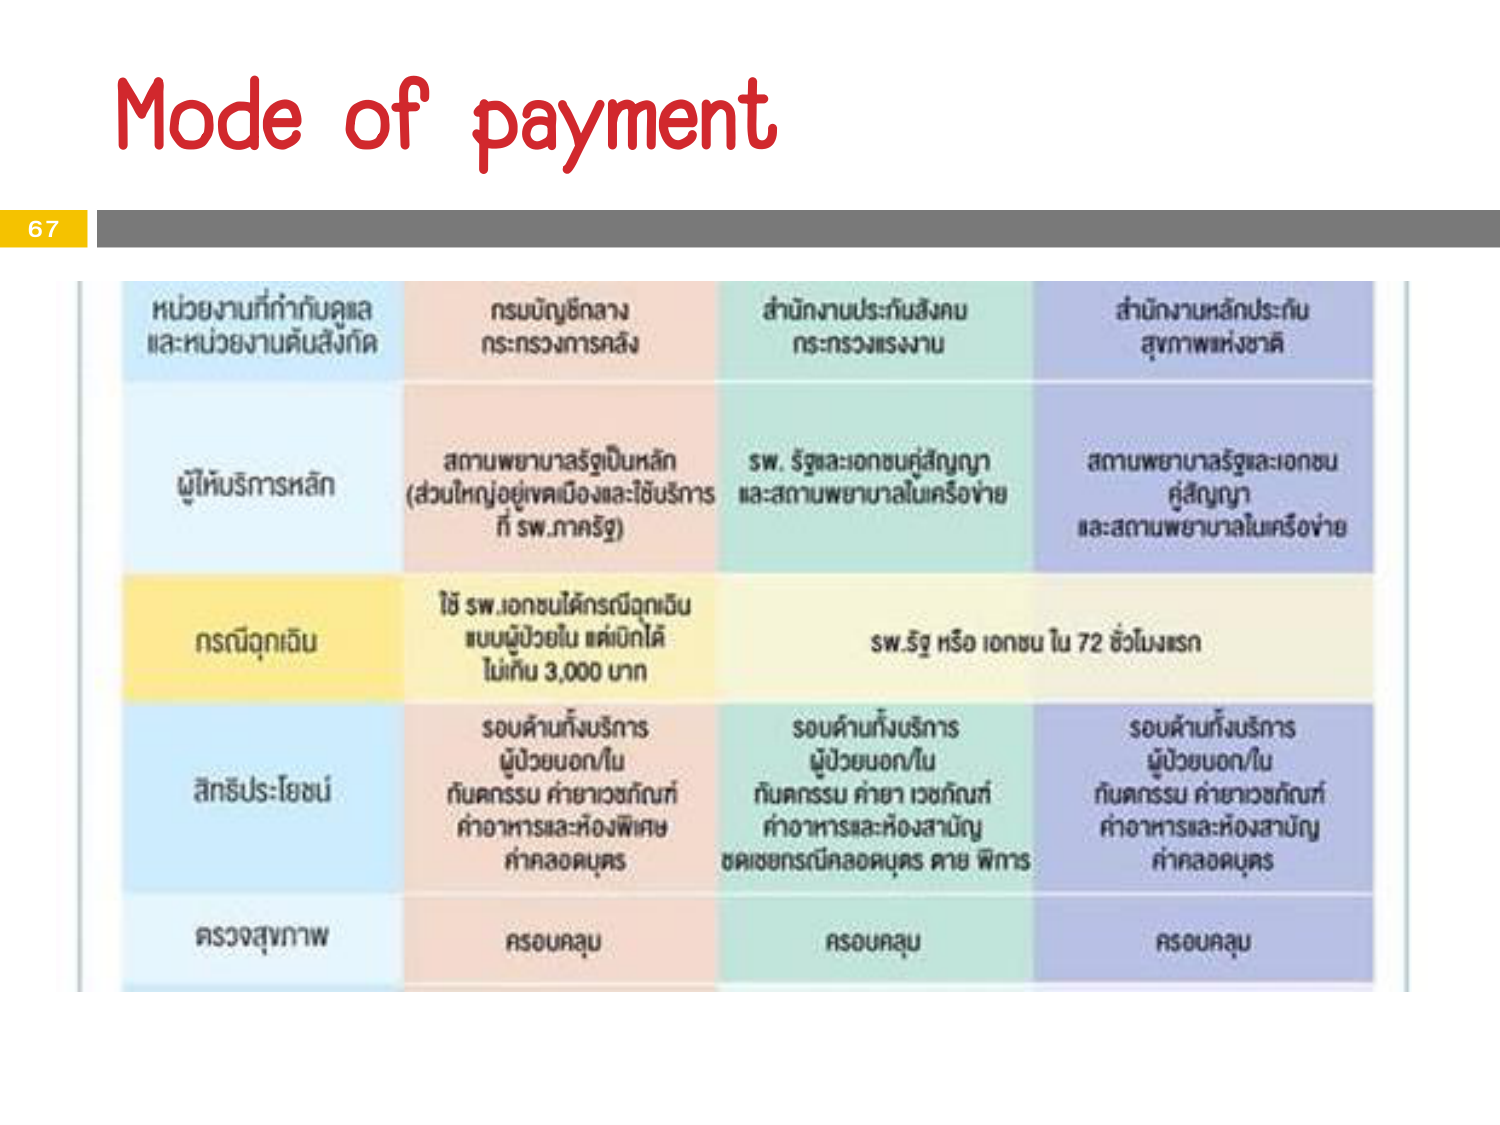 Mode of payment
67
หน่วยงานที่กำกับดูแล
และหน่วยงานต้นสังกัด
กรมบัญชีกลาง
กระทรวงการคลัง
สำนักงานประกันสังคม
กระทรวงแรงงาน
สำนักงานหลักประกัน
สุขภาพแห่งชาติ
ผู้ให้บริการหลัก
สถานพยาบาลรัฐเป็นหลัก
(ส่วนใหญ่อยู่เขตเมืองและใช้บริการ
ที่ รพ.ภาครัฐ)
รพ. รัฐและเอกชนคู่สัญญา
และสถานพยาบาลในเครือข่าย
สถานพยาบาลรัฐและเอกชน
คู่สัญญา
และสถานพยาบาลในเครือข่าย
กรณีฉุกเฉิน
ใช้ รพ.เอกชนได้กรณีฉุกเฉิน
แบบผู้ป่วยใน แต่เบิกได้
ไม่เกิน 3,000 บาท
รพ.รัฐ หรือ เอกชน ใน 72 ชั่วโมงแรก
สิทธิประโยชน์
รอบด้านทั้งบริการ
ผู้ป่วยนอก/ใน
ทันตกรรม ค่ายาเวชภัณฑ์
ค่าอาหารและห้องพิเศษ
ค่าคลอดบุตร
รอบด้านทั้งบริการ
ผู้ป่วยนอก/ใน
ทันตกรรม ค่ายา เวชภัณฑ์
ค่าอาหารและห้องสามัญ
ชดเชยกรณีคลอดบุตร ตาย พิการ
รอบด้านทั้งบริการ
ผู้ป่วยนอก/ใน
ทันตกรรม ค่ายาเวชภัณฑ์
ค่าอาหารและห้องสามัญ
ค่าคลอดบุตร
ตรวจสุขภาพ
ครอบคลุม
ครอบคลุม
ครอบคลุม